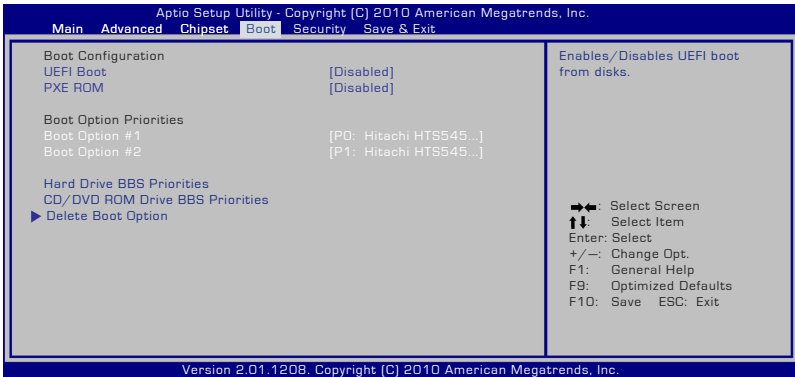 Aptio Setup Utility - Copyright (C) 2010 American Megatrends, Inc.
Main Advanced Chipset Boot Security Save & Exit
Boot Configuration
UEFI Boot [Disabled]
PXE ROM [Disabled]
Boot Option Priorities
Boot Option #1 [P0: Hitachi HTS545...]
Boot Option #2 [P1: Hitachi HTS545...]
Hard Drive BBS Priorities
CD/DVD ROM Drive BBS Priorities
Delete Boot Option
Enables/Disables UEFI boot
from disks.
: Select Screen
: Select Item
Enter: Select
+/—: Change Opt.
F1: General Help
F9: Optimized Defaults
F10: Save ESC: Exit
Version 2.01.1208. Copyright (C) 2010 American Megatrends, Inc.